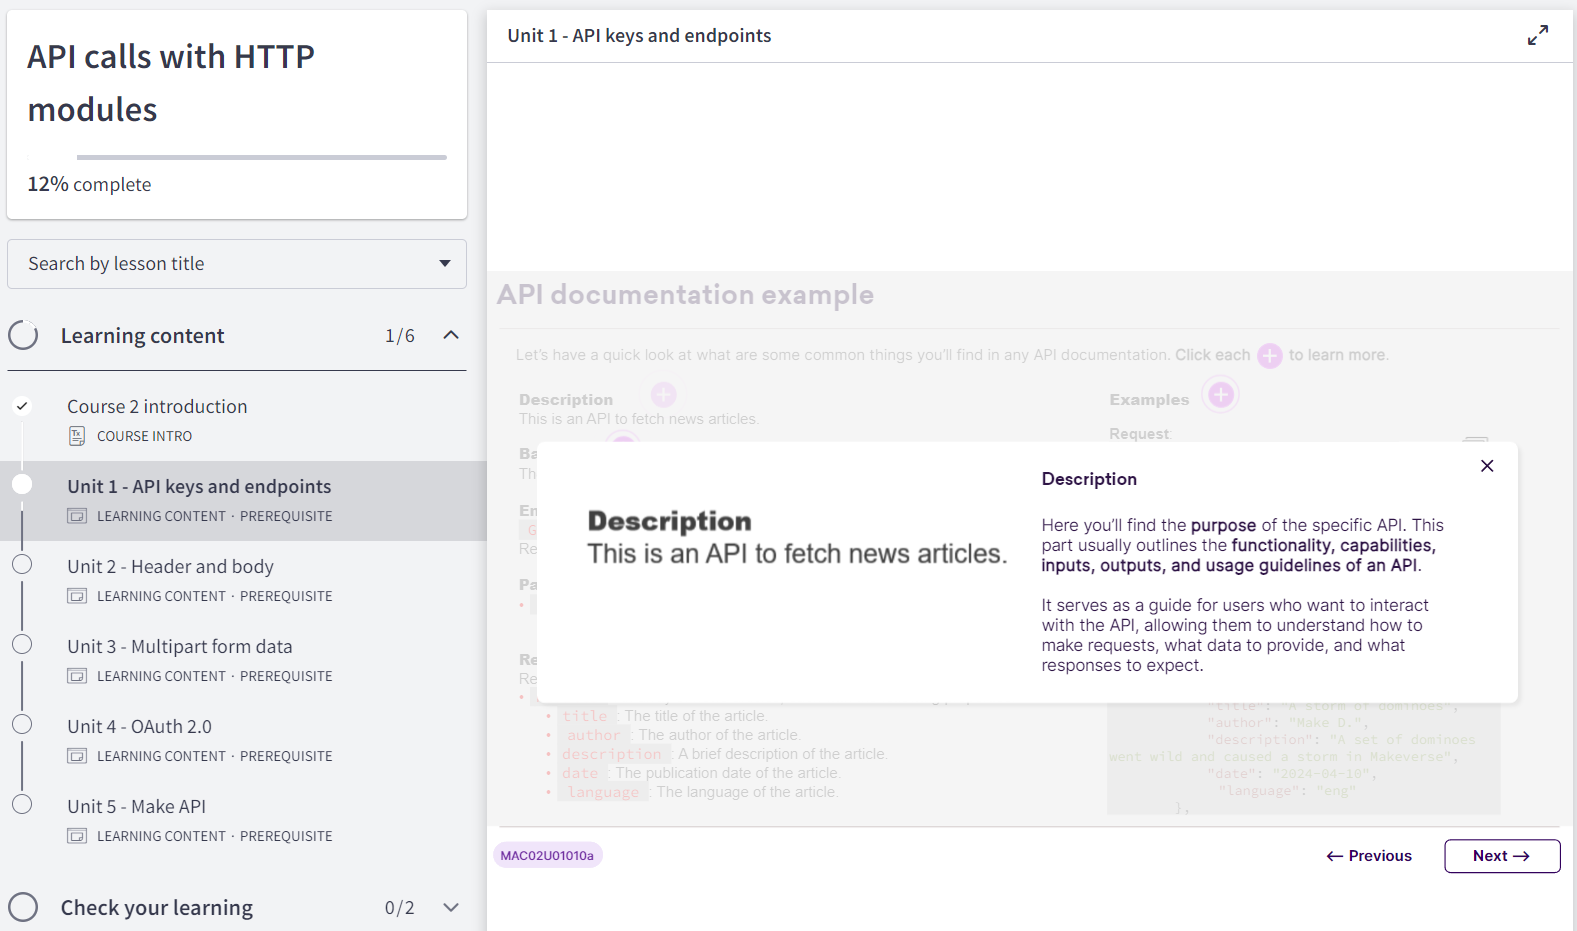 API calls with HTTP
modules
12% complete
Search by lesson title
Learning content 1/6
Course 2 introduction
COURSE INTRO
Unit 1 - API keys and endpoints
LEARNING CONTENT · PREREQUISITE
Unit 2 - Header and body
LEARNING CONTENT · PREREQUISITE
Unit 3 - Multipart form data
LEARNING CONTENT · PREREQUISITE
Unit 4 - OAuth 2.0
LEARNING CONTENT · PREREQUISITE
Unit 5 - Make API
LEARNING CONTENT · PREREQUISITE
Check your learning 0/2
Unit 1 - API keys and endpoints
API documentation example
Let's have a quick look at what are some common things you'll find in any API documentation. Click each + to learn more.
Description
This is an API to fetch news articles.
Examples
Request:
Description
This is an API to fetch news articles.
Description
Here you'll find the purpose of the specific API. This
part usually outlines the functionality, capabilities,
inputs, outputs, and usage guidelines of an API.
It serves as a guide for users who want to interact
with the API, allowing them to understand how to
make requests, what data to provide, and what
responses to expect.
• title : The title of the article.
• author : The author of the article.
• description : A brief description of the article.
• date : The publication date of the article.
• language : The language of the article.
"title": "A storm of dominoes",
"author": "Make D.",
"description": "A set of dominoes
went wild and caused a storm in Makeverse",
"date": "2024-04-10",
"language": "eng"
},
MAC02U01010a
← Previous
Next →